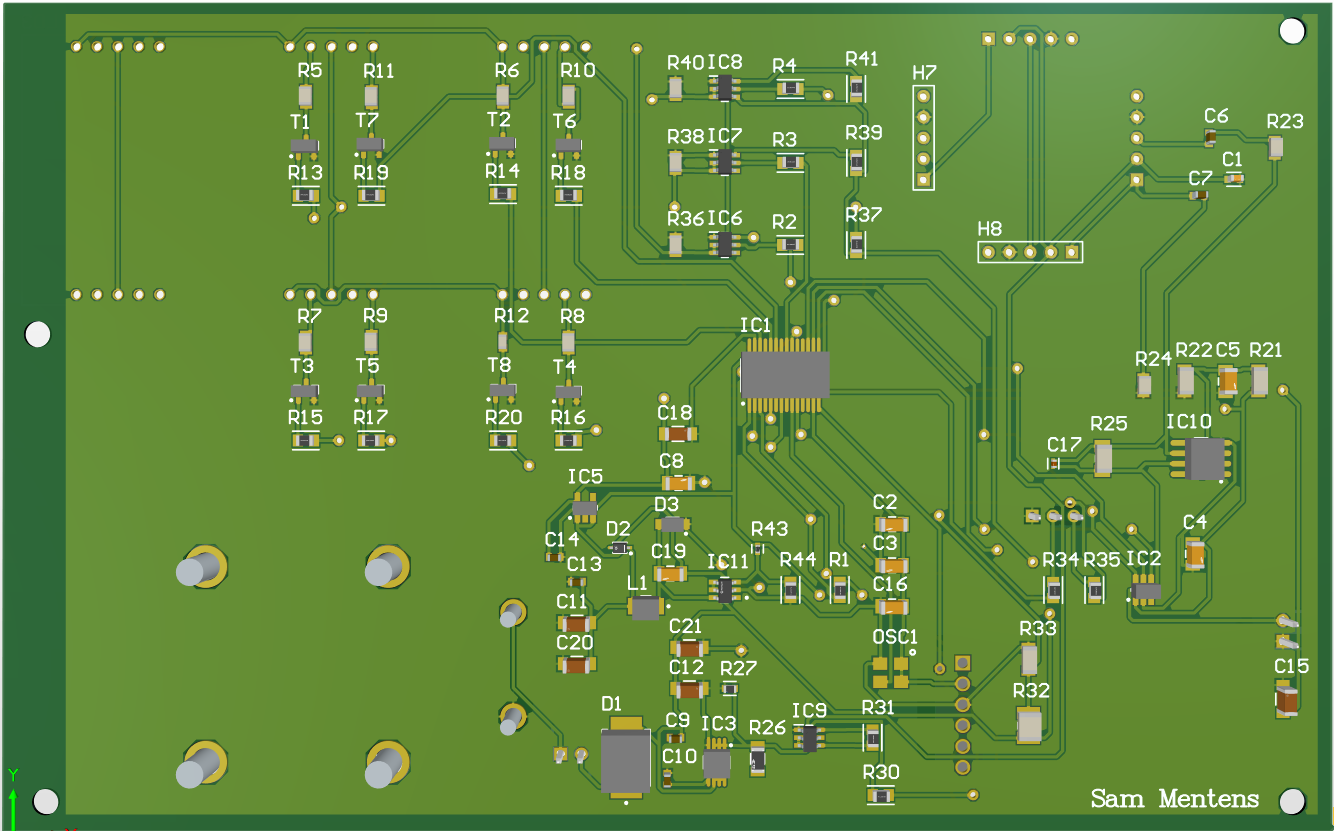 R40 IC8 R4 R41
H7
R5 R11 R6 R10
T1 T7 T2 T6
R38 IC7 R3 R39
C6 R23
R13 R19 R14 R18
C1
C7
R36 IC6 R2 R37
H8
R7 R9 R12 R8
IC1
T3 T5 T8 T4
R24 R22 C5 R21
R15 R17 R20 R16
C18
R25 IC10
C17
C8
IC5
D3 C2
D2 R43 C4
C14 C3
C13 C19 IC11 R44 R1 R34 R35 IC2
L1 C16
C11
C21 OSC1 R33
C20
C12 R27 C15
R32
D1
C9 IC3 R26 IC9 R31
C10
R30
Y
Sam Mentens